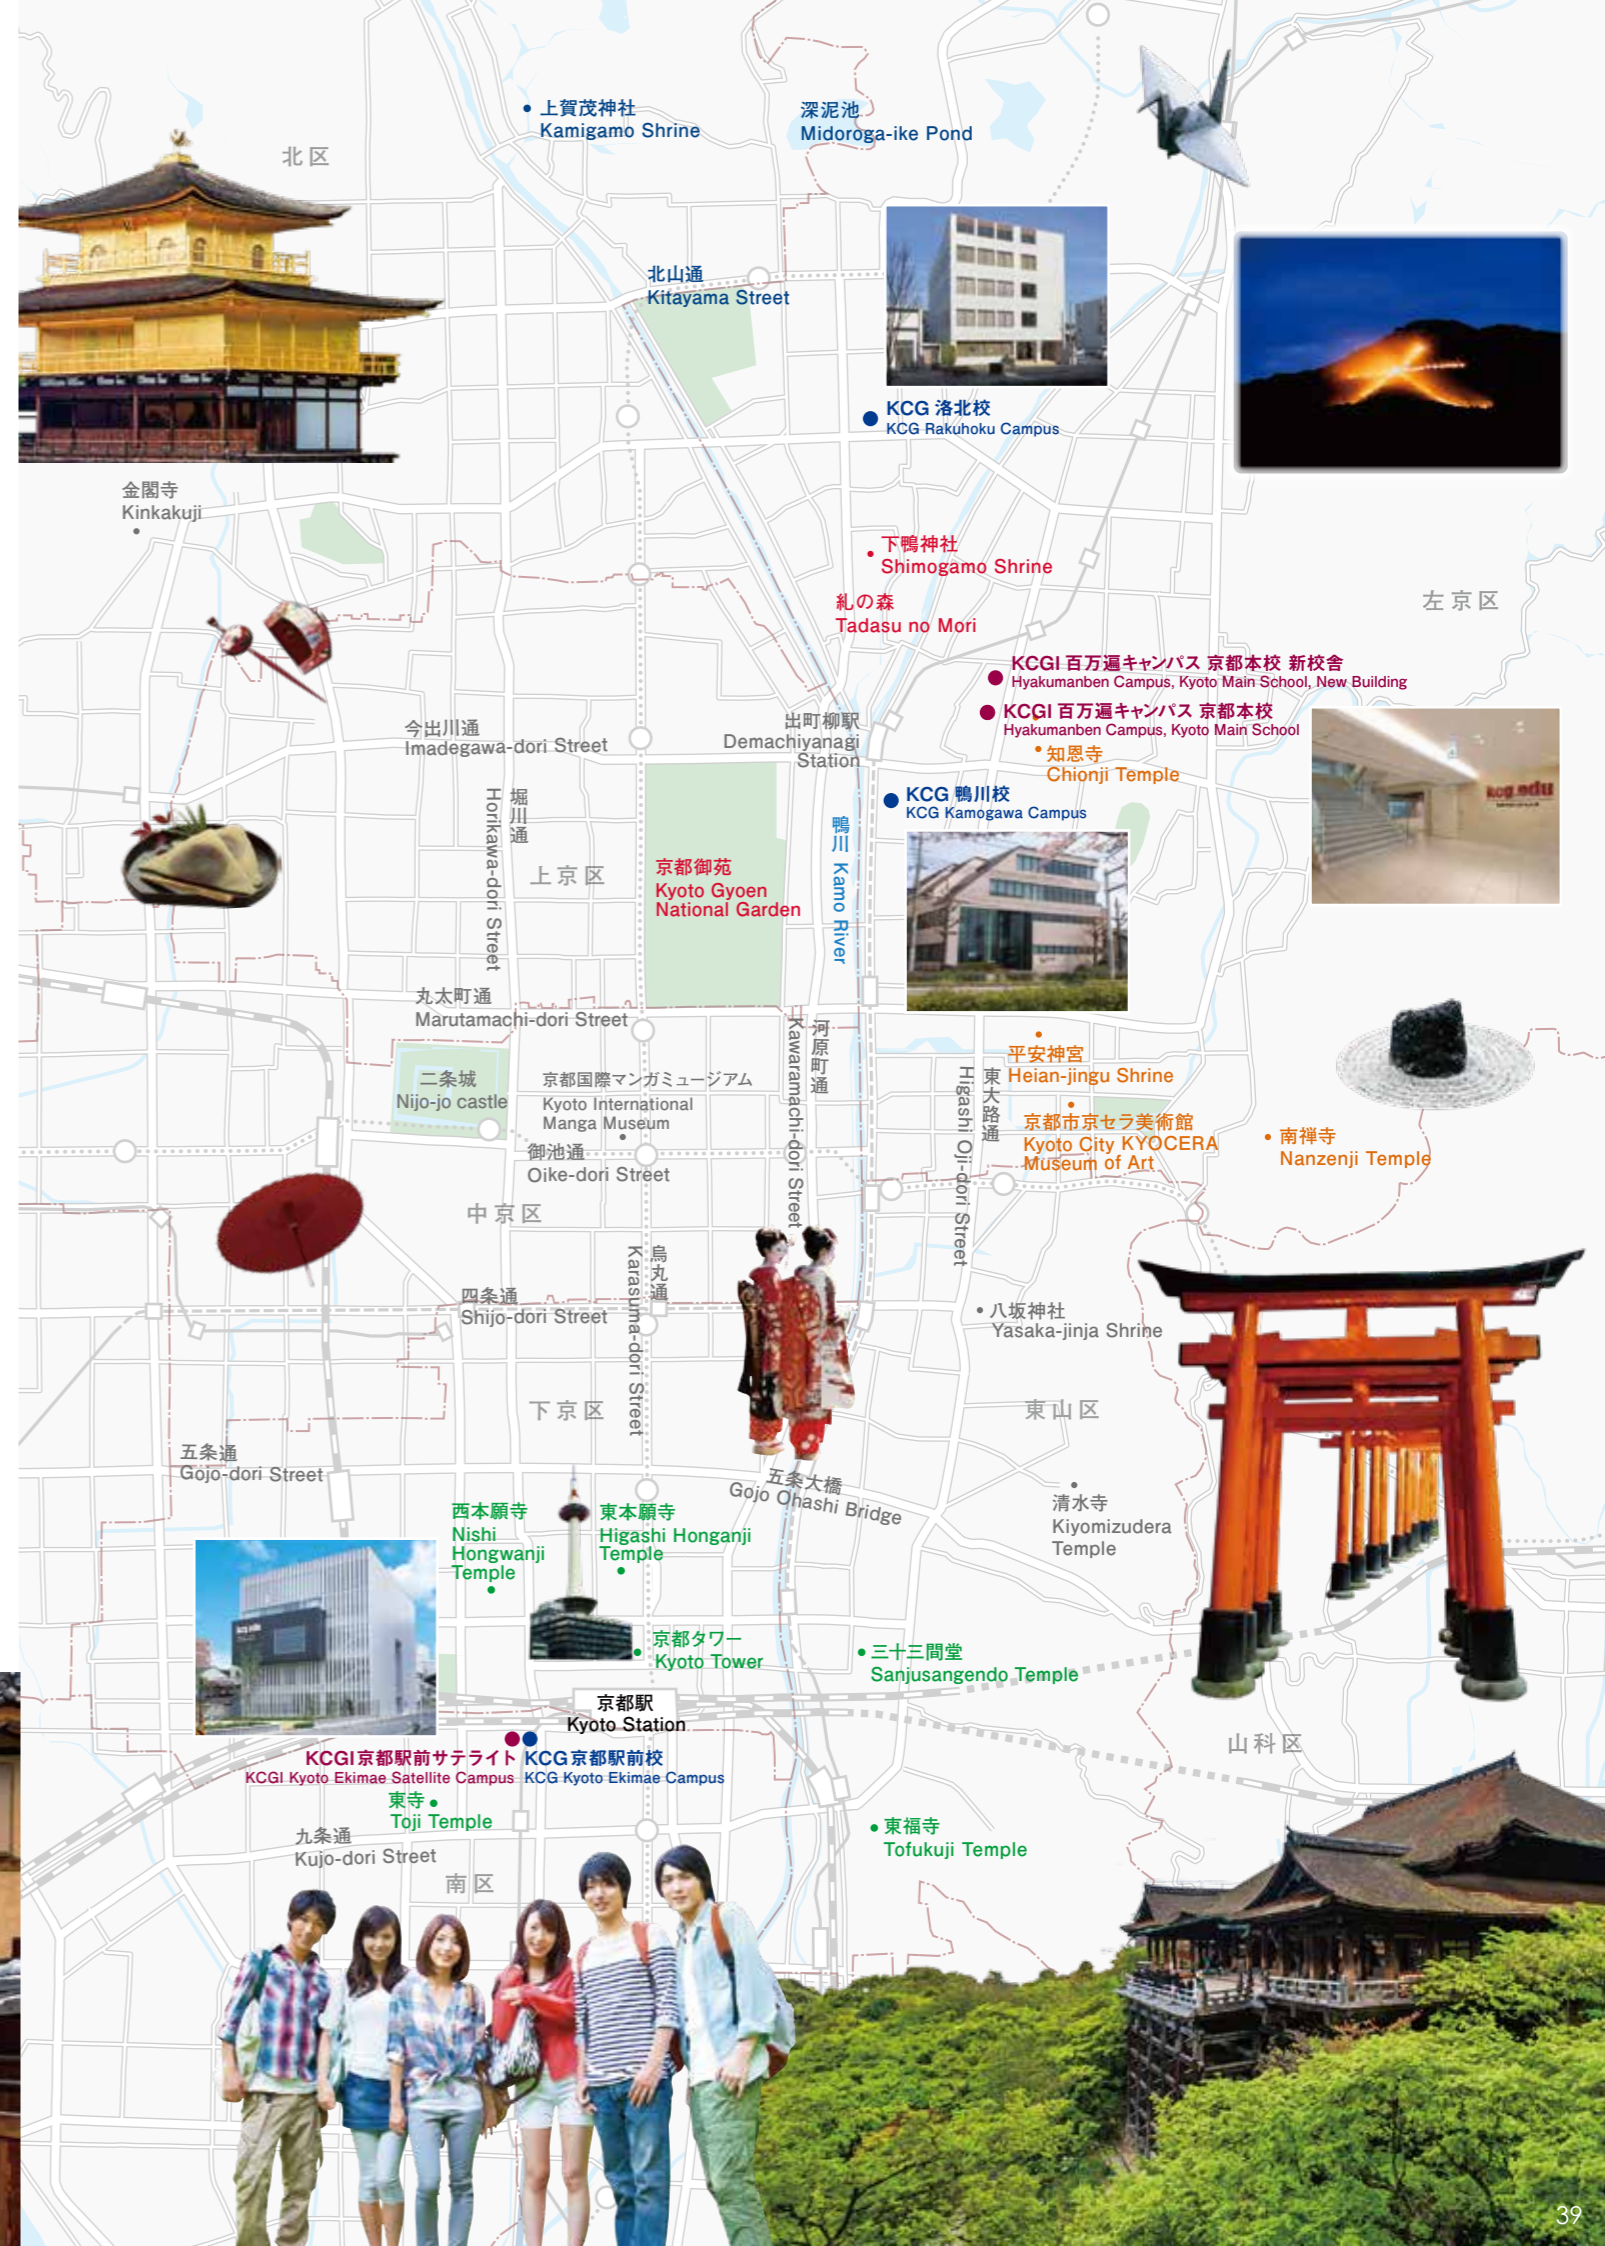 上賀茂神社
Kamigamo Shrine
深泥池
Midoroga-ike Pond
北区
北山通
Kitayama Street
KCG 洛北校
KCG Rakuhoku Campus
金閣寺
Kinkakuji
下鴨神社
Shimogamo Shrine
糺の森
Tadasu no Mori
左京区
KCGI 百万遍キャンパス 京都本校 新校舎
Hyakumanben Campus, Kyoto Main School, New Building
KCGI 百万遍キャンパス 京都本校
Hyakumanben Campus, Kyoto Main School
今出川通
Imadegawa-dori Street
出町柳駅
Demachiyanagi
Station
知恩寺
Chionji Temple
kcg.edu
KCG 鴨川校
KCG Kamogawa Campus
堀川通
Horikawa-dori Street
鴨川 Kamo River
上京区
京都御苑
Kyoto Gyoen
National Garden
丸太町通
Marutamachi-dori Street
河原町通
Kawaramachi-dori Street
平安神宮
Heian-jingu Shrine
東大路通
Higashi Oji-dori Street
二条城
Nijo-jo castle
京都国際マンガミュージアム
Kyoto International
Manga Museum
京都市京セラ美術館
Kyoto City KYOCERA
Museum of Art
南禅寺
Nanzenji Temple
御池通
Oike-dori Street
中京区
烏丸通
Karasuma-dori Street
四条通
Shijo-dori Street
八坂神社
Yasaka-jinja Shrine
下京区
東山区
五条通
Gojo-dori Street
五条大橋
Gojo Ohashi Bridge
清水寺
Kiyomizudera
Temple
西本願寺
Nishi
Hongwanji
Temple
東本願寺
Higashi Honganji
Temple
kcg.edu
京都タワー
Kyoto Tower
三十三間堂
Sanjusangendo Temple
京都駅
Kyoto Station
山科区
KCGI京都駅前サテライト
KCGI Kyoto Ekimae Satellite Campus
KCG京都駅前校
KCG Kyoto Ekimae Campus
東寺
Toji Temple
九条通
Kujo-dori Street
東福寺
Tofukuji Temple
南区
39